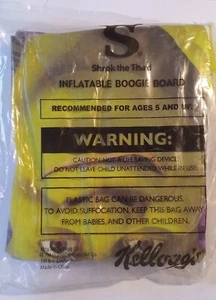 S
Shrek the Third
INFLATABLE BOOGIE BOARD
RECOMMENDED FOR AGES 5 AND UP.
WARNING:
CAUTION: NOT A LIFE SAVING DEVICE.
DO NOT LEAVE CHILD UNATTENDED WHILE IN USE.
PLASTIC BAG CAN BE DANGEROUS.
TO AVOID SUFFOCATION, KEEP THIS BAG AWAY
FROM BABIES, AND OTHER CHILDREN.
Kellogg's